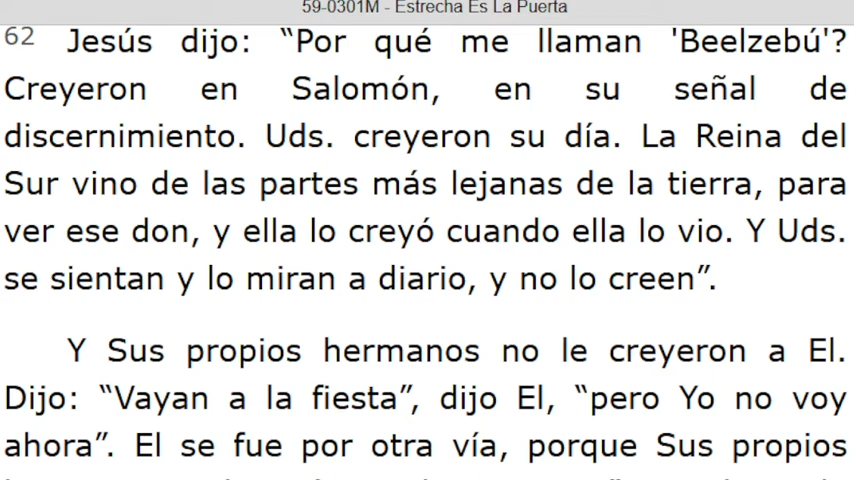 59-0301M - Estrecha Es La Puerta
62 Jesús dijo: “Por qué me llaman 'Beelzebú'?
Creyeron en Salomón, en su señal de
discernimiento. Uds. creyeron su día. La Reina del
Sur vino de las partes más lejanas de la tierra, para
ver ese don, y ella lo creyó cuando ella lo vio. Y Uds.
se sientan y lo miran a diario, y no lo creen”.
Y Sus propios hermanos no le creyeron a El.
Dijo: “Vayan a la fiesta”, dijo El, “pero Yo no voy
ahora”. El se fue por otra vía, porque Sus propios